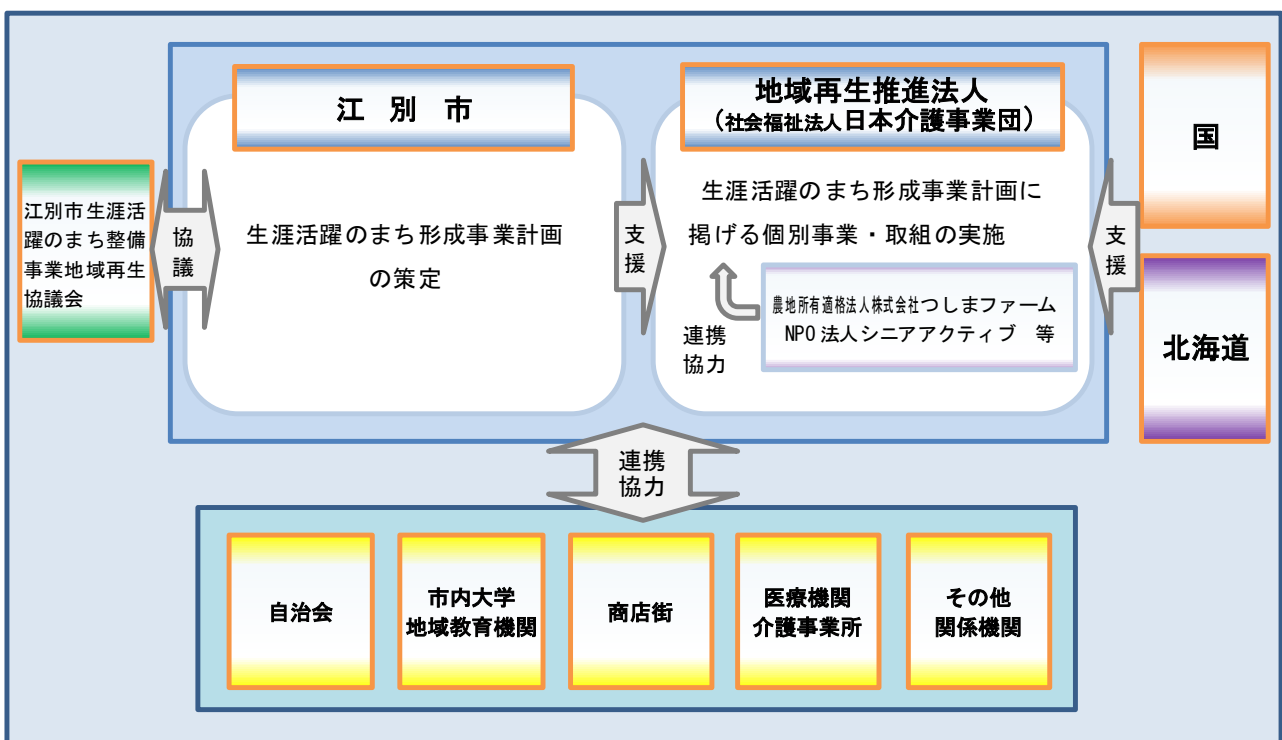 江別市
地域再生推進法人
（社会福祉法人日本介護事業団）
国
江別市生涯活
躍のまち整備
事業地域再生
協議会
協
議
生涯活躍のまち形成事業計画
の策定
支
援
生涯活躍のまち形成事業計画に
掲げる個別事業・取組の実施
農地所有適格法人株式会社つしまファーム
NPO法人シニアアクティブ　等
連携
協力
支
援
北海道
連携
協力
自治会
市内大学
地域教育機関
商店街
医療機関
介護事業所
その他
関係機関